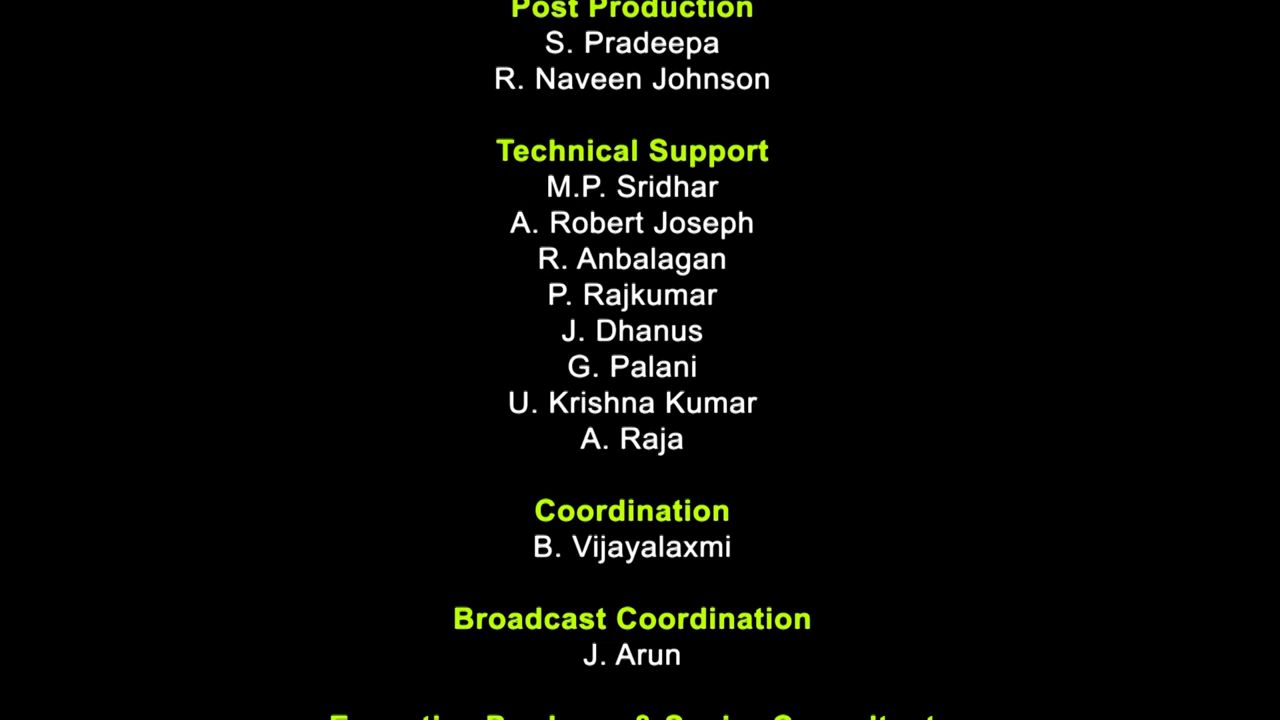 Post Production
S. Pradeepa
R. Naveen Johnson
Technical Support
M.P. Sridhar
A. Robert Joseph
R. Anbalagan
P. Rajkumar
J. Dhanus
G. Palani
U. Krishna Kumar
A. Raja
Coordination
B. Vijayalaxmi
Broadcast Coordination
J. Arun